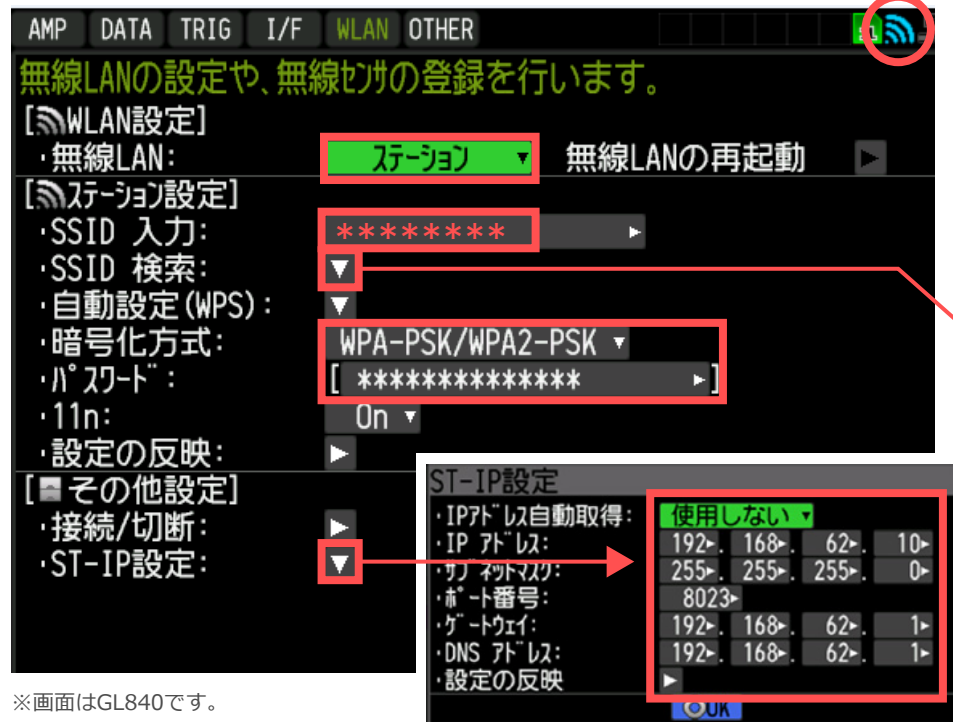 AMP DATA TRIG I/F WLAN OTHER
無線LANの設定や、無線ｾﾝｻの登録を行います。
[WLAN設定]
・無線LAN: ｽﾃｰｼｮﾝ ▼ 無線LANの再起動 ►
[ｽﾃｰｼｮﾝ設定]
・SSID 入力: ******** ►
・SSID 検索: ▼
・自動設定(WPS): ▼
・暗号化方式: WPA-PSK/WPA2-PSK ▼
・ﾊﾟｽﾜｰﾄﾞ: [ ************** ►]
・11n: On ▼
・設定の反映: ►
[その他設定]
・接続/切断: ►
・ST-IP設定: ▼
ST-IP設定
・IPｱﾄﾞﾚｽ自動取得: 使用しない ▼
・IP ｱﾄﾞﾚｽ: 192►. 168►. 62►. 10►
・ｻﾌﾞﾈｯﾄﾏｽｸ: 255►. 255►. 255►. 0►
・ﾎﾟｰﾄ番号: 8023►
・ｹﾞｰﾄｳｪｲ: 192►. 168►. 62►. 1►
・DNS ｱﾄﾞﾚｽ: 192►. 168►. 62►. 1►
・設定の反映 ►
OK
※画面はGL840です。